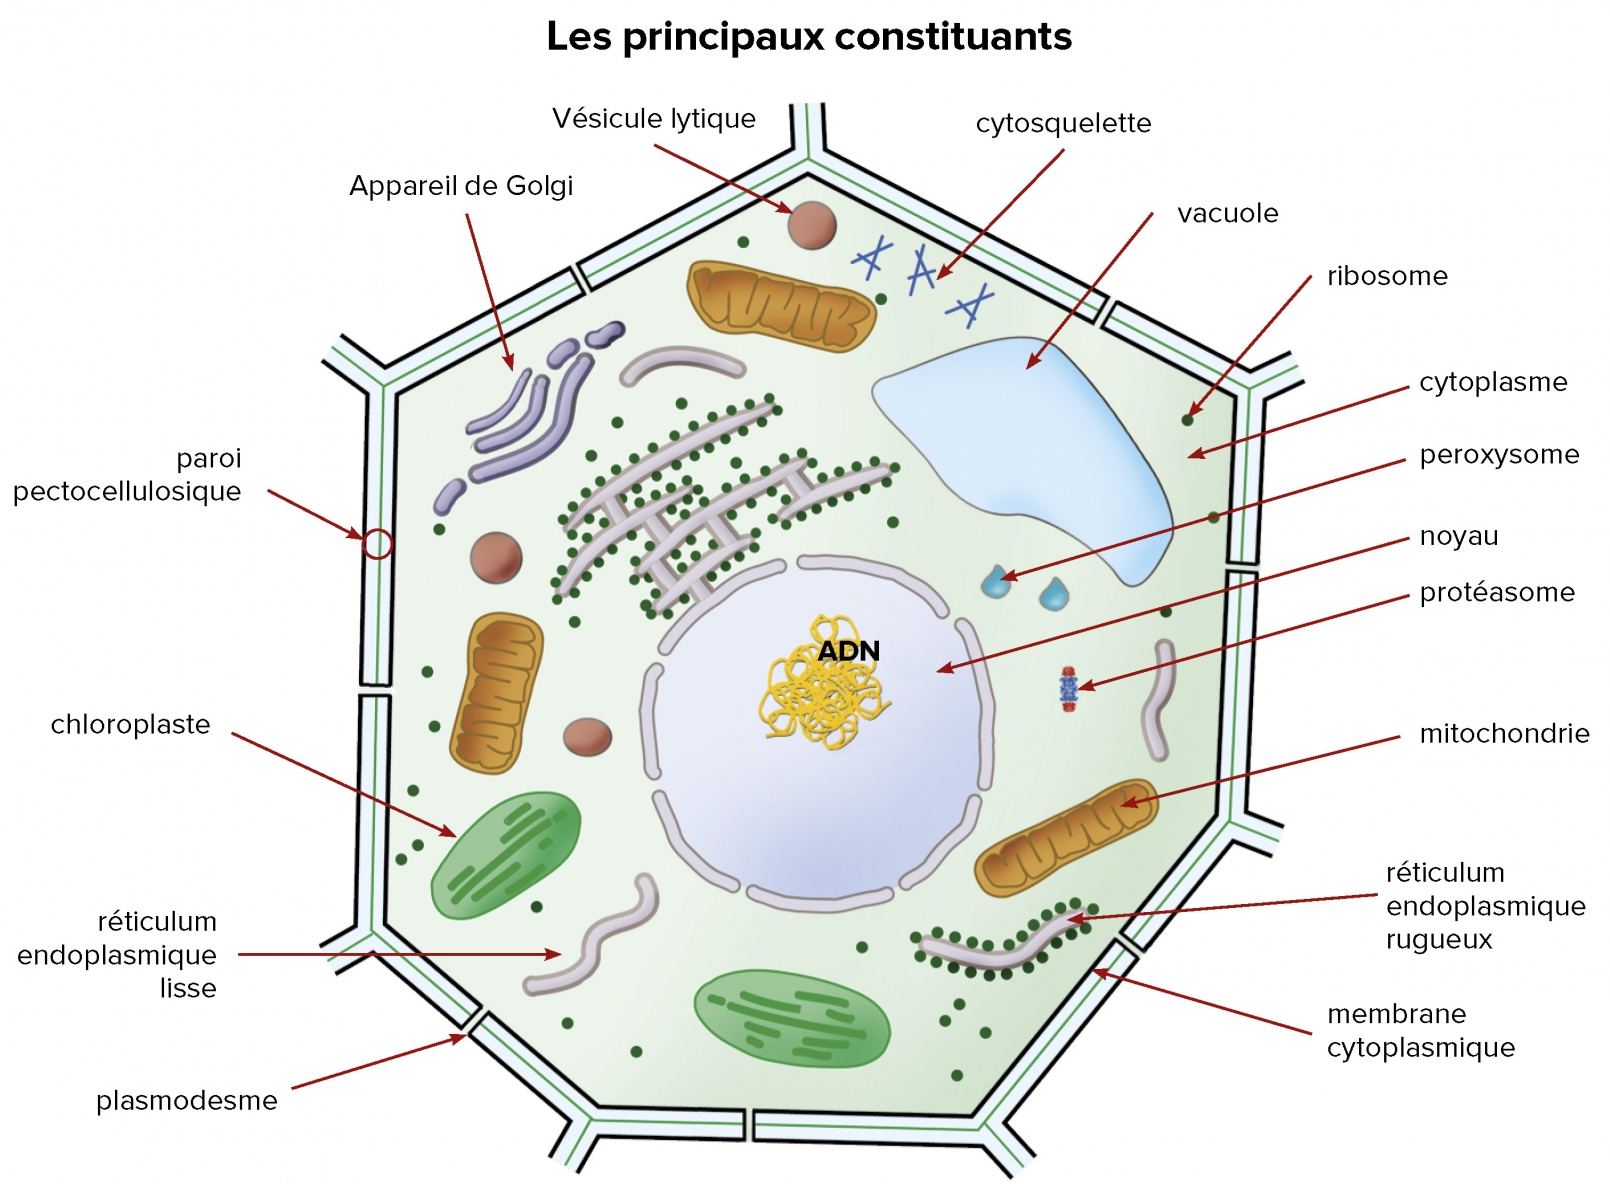 Les principaux constituants
Vésicule lytique
cytosquelette
Appareil de Golgi
vacuole
ribosome
cytoplasme
paroi
pectocellulosique
peroxysome
noyau
protéasome
ADN
chloroplaste
mitochondrie
réticulum
endoplasmique
rugueux
réticulum
endoplasmique
lisse
membrane
cytoplasmique
plasmodesme